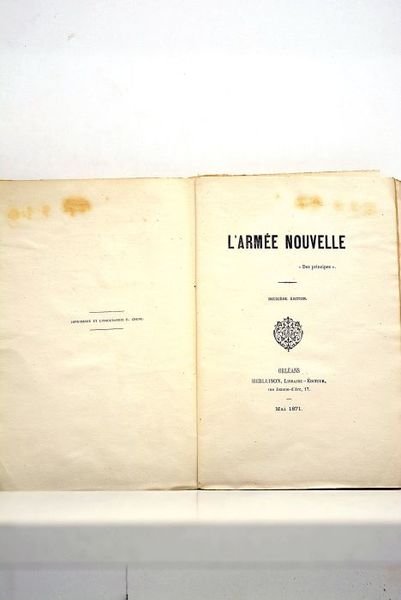 L'ARMÉE NOUVELLE
« Des principes ».
DEUXIÈME ÉDITION.
ORLÉANS
HERLUISON, LIBRAIRE-ÉDITEUR,
RUE JEANNE-D'ARC, 17.
MAI 1871.